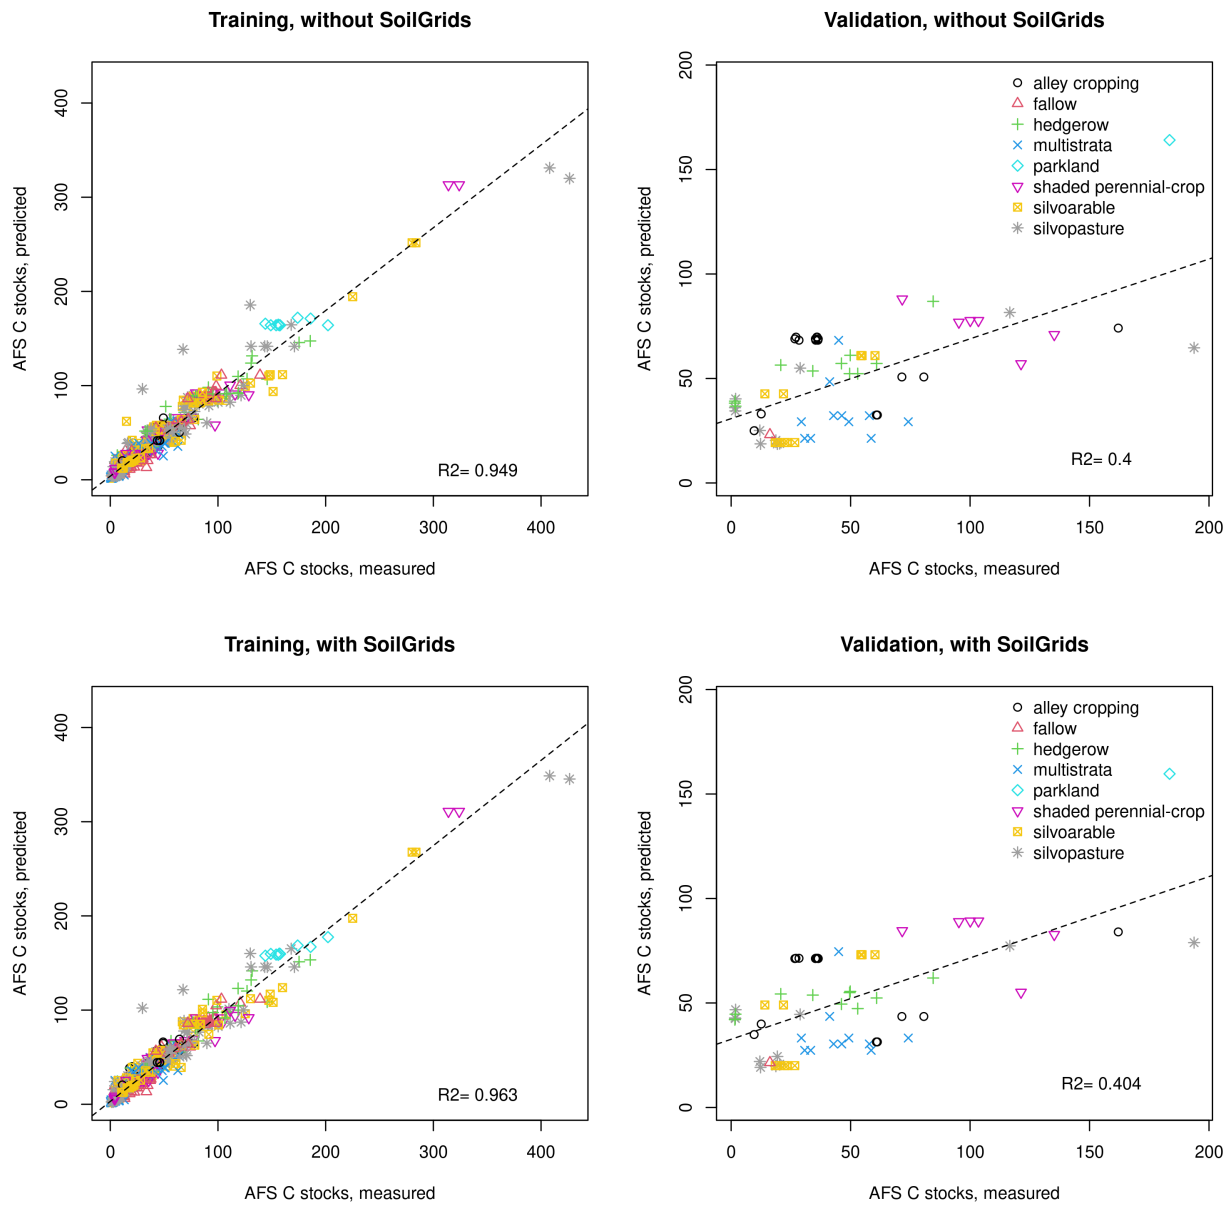 Training, without SoilGrids
AFS C stocks, predicted
400
300
200
100
0
R2= 0.949
0 100 200 300 400
AFS C stocks, measured
Validation, without SoilGrids
AFS C stocks, predicted
200
150
100
50
0
alley cropping
fallow
hedgerow
multistrata
parkland
shaded perennial-crop
silvoarable
silvopasture
R2= 0.4
0 50 100 150 200
AFS C stocks, measured
Training, with SoilGrids
AFS C stocks, predicted
400
300
200
100
0
R2= 0.963
0 100 200 300 400
AFS C stocks, measured
Validation, with SoilGrids
AFS C stocks, predicted
200
150
100
50
0
alley cropping
fallow
hedgerow
multistrata
parkland
shaded perennial-crop
silvoarable
silvopasture
R2= 0.404
0 50 100 150 200
AFS C stocks, measured